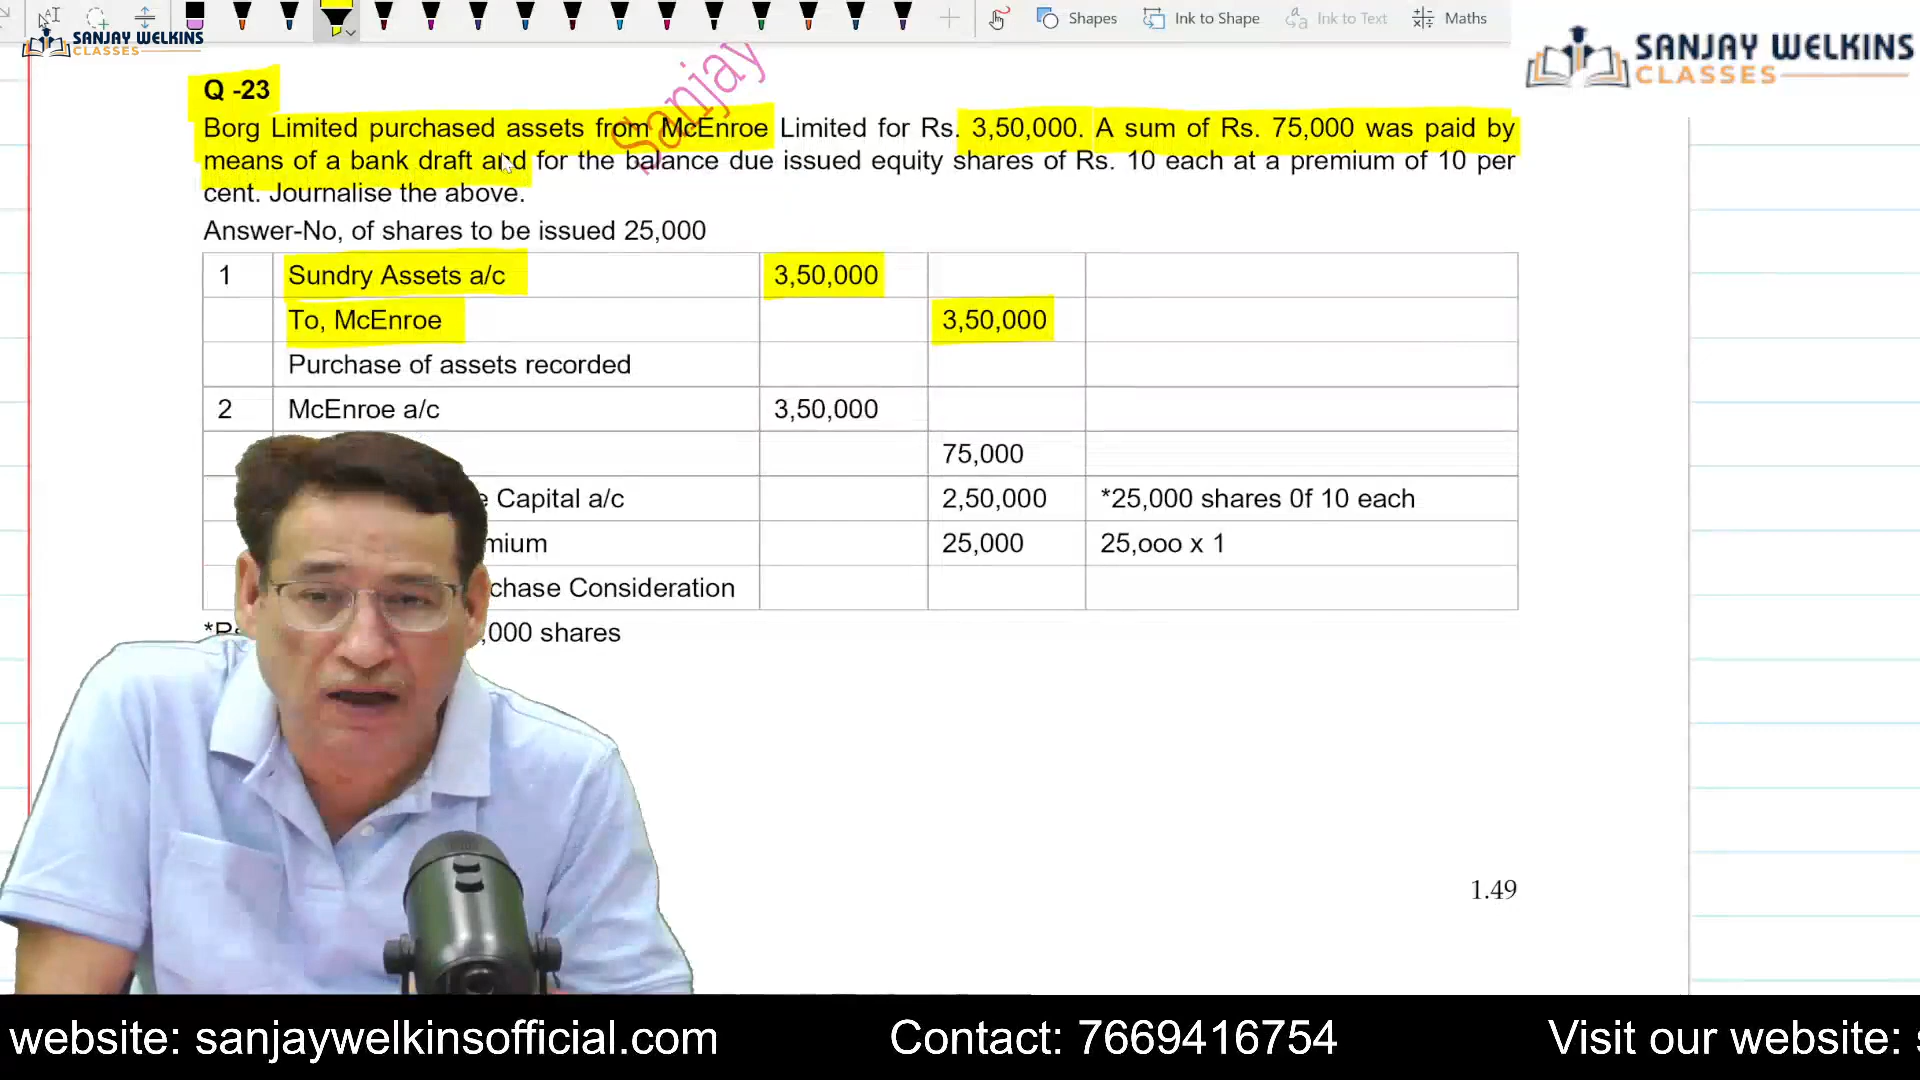 Shapes
Ink to Shape
Ink to Text
Maths
SANJAY WELKINS
CLASSES
SANJAY WELKINS
CLASSES
Sanjay
Q -23
Borg Limited purchased assets from McEnroe Limited for Rs. 3,50,000. A sum of Rs. 75,000 was paid by
means of a bank draft and for the balance due issued equity shares of Rs. 10 each at a premium of 10 per
cent. Journalise the above.
Answer-No, of shares to be issued 25,000
1 Sundry Assets a/c 3,50,000
To, McEnroe 3,50,000
Purchase of assets recorded
2 McEnroe a/c 3,50,000
75,000
e Capital a/c 2,50,000 *25,000 shares 0f 10 each
mium 25,000 25,ooo x 1
chase Consideration
,000 shares
1.49
website: sanjaywelkinsofficial.com Contact: 7669416754 Visit our website: